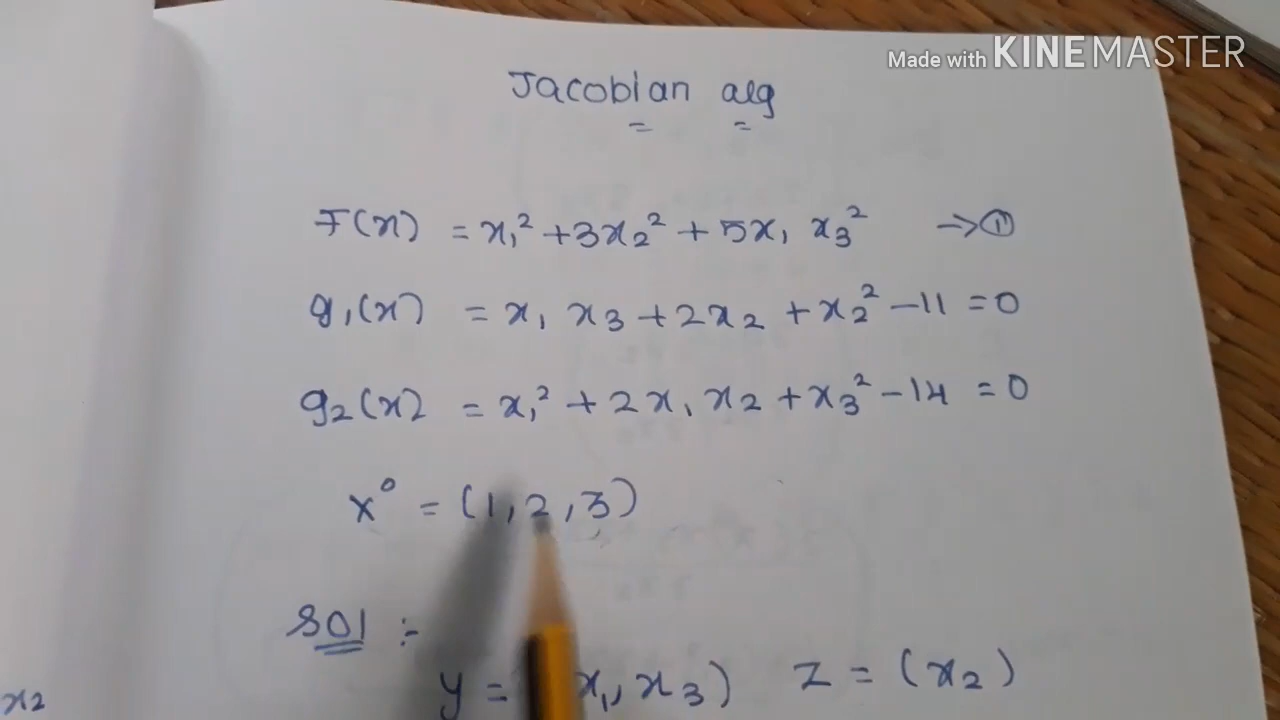 Made with KINEMASTER
Jacobian alg
F(x) = x₁² + 3x₂² + 5x₁ x₃² → ①
g₁(x) = x₁ x₃ + 2x₂ + x₂² - 11 = 0
g₂(x) = x₁² + 2x₁ x₂ + x₃² - 14 = 0
x⁰ = (1, 2, 3)
Sol :-
y = x₁, x₃) z = (x₂)
x₂